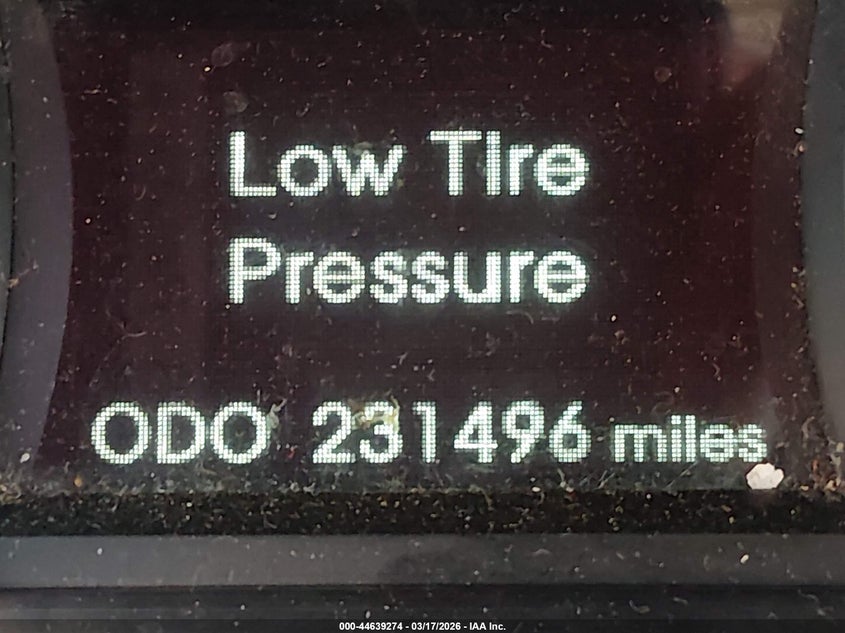 Low Tire
Pressure
ODO 231496 miles
000-44639274 - 03/17/2026 - IAA Inc.